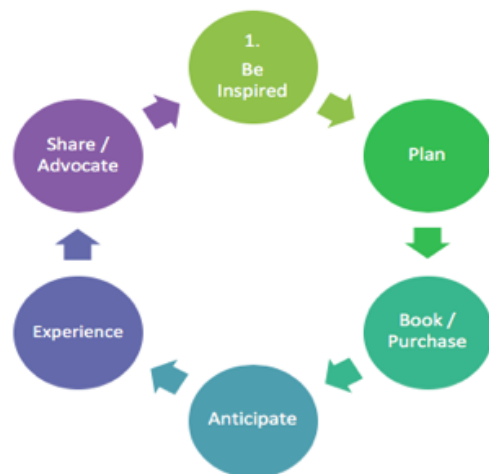 1.
Be
Inspired
Plan
Book /
Purchase
Anticipate
Experience
Share /
Advocate